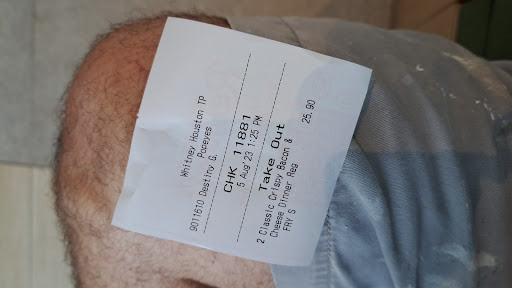 Whitney Houston TP
Popeyes
9011610 Destiny G.
CHK 11881
5 Aug'23 1:25 PM
Take Out
2 Classic Crispy Bacon & 25.90
Cheese Dinner Reg
FRY S